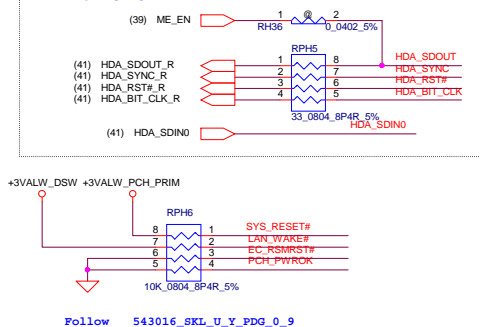 (39) ME_EN 1 @ 2
RH36 0_0402_5%
RPH5
(41) HDA_SDOUT_R 1 8 HDA_SDOUT
(41) HDA_SYNC_R 2 7 HDA_SYNC
(41) HDA_RST#_R 3 6 HDA_RST#
(41) HDA_BIT_CLK_R 4 5 HDA_BIT_CLK
33_0804_8P4R_5%
(41) HDA_SDIN0 HDA_SDIN0
+3VALW_DSW +3VALW_PCH_PRIM
RPH6
8 1 SYS_RESET#
7 2 LAN_WAKE#
6 3 EC_RSMRST#
5 4 PCH_PWROK
10K_0804_8P4R_5%
Follow 543016_SKL_U_Y_PDG_0_9